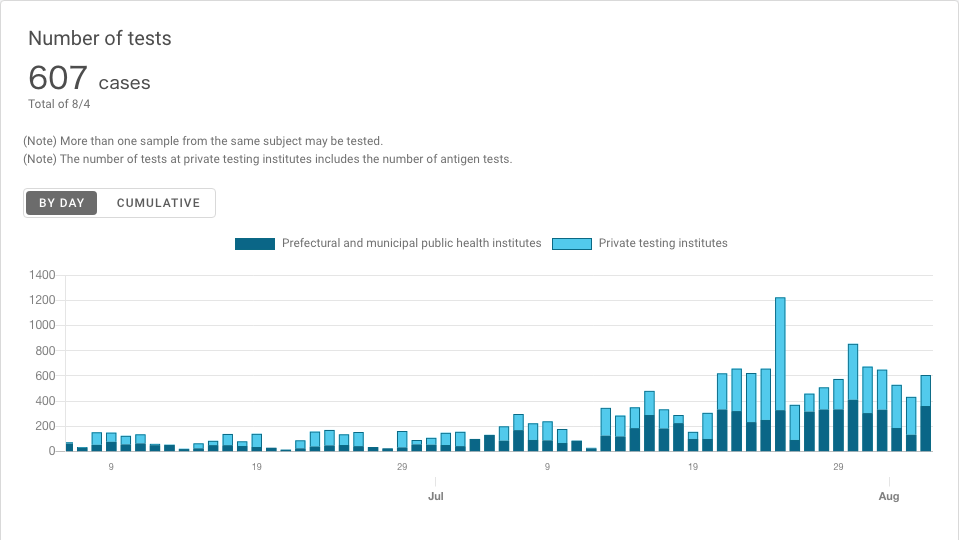 Number of tests
607 cases
Total of 8/4
(Note) More than one sample from the same subject may be tested.
(Note) The number of tests at private testing institutes includes the number of antigen tests.
BY DAY CUMULATIVE
Prefectural and municipal public health institutes Private testing institutes
1400
1200
1000
800
600
400
200
0
9 19 29 9 19 29
Jul Aug